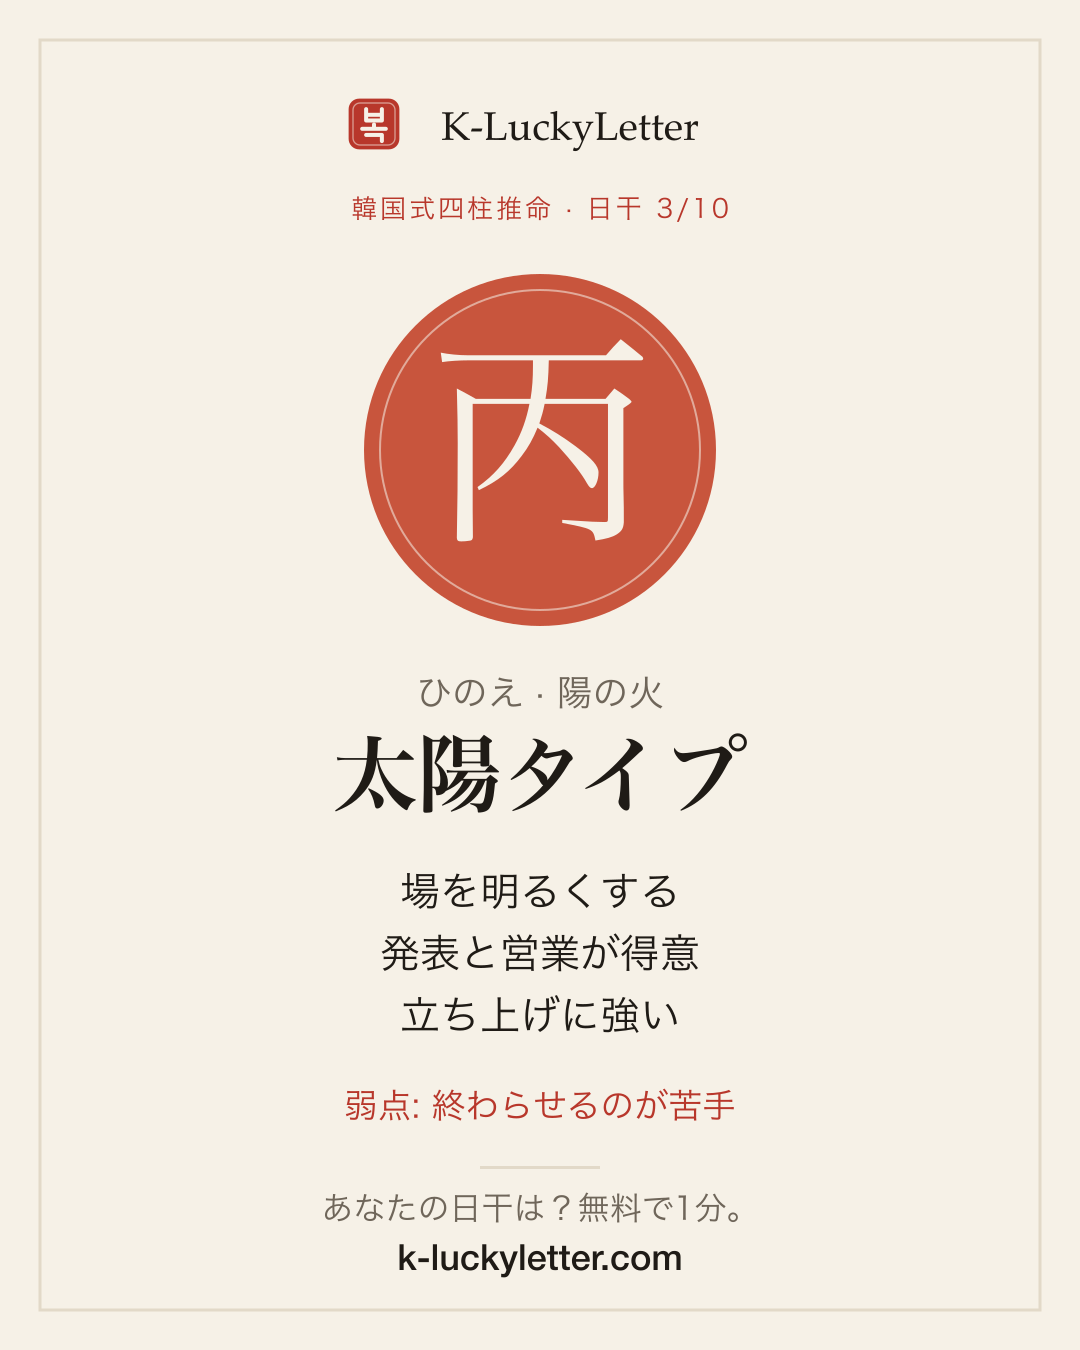 복 K-LuckyLetter
韓国式四柱推命 · 日干 3/10
丙
ひのえ · 陽の火
太陽タイプ
場を明るくする
発表と営業が得意
立ち上げに強い
弱点: 終わらせるのが苦手
あなたの日干は？無料で1分。
k-luckyletter.com